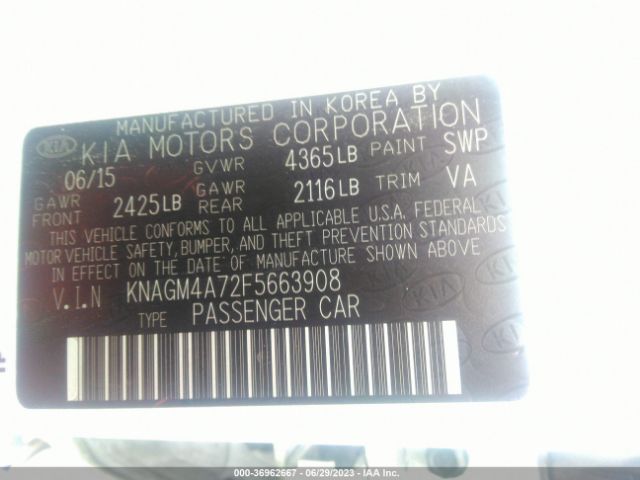 MANUFACTURED IN KOREA BY
KIA KIA MOTORS CORPORATION
06/15 GVWR 4365LB PAINT SWP
GAWR FRONT 2425LB GAWR REAR 2116LB TRIM VA
THIS VEHICLE CONFORMS TO ALL APPLICABLE U.S.A. FEDERAL
MOTOR VEHICLE SAFETY, BUMPER, AND THEFT PREVENTION STANDARDS
IN EFFECT ON THE DATE OF MANUFACTURE SHOWN ABOVE
V.I.N KNAGM4A72F5663908
TYPE PASSENGER CAR
000-36962667 - 06/29/2023 - IAA Inc.